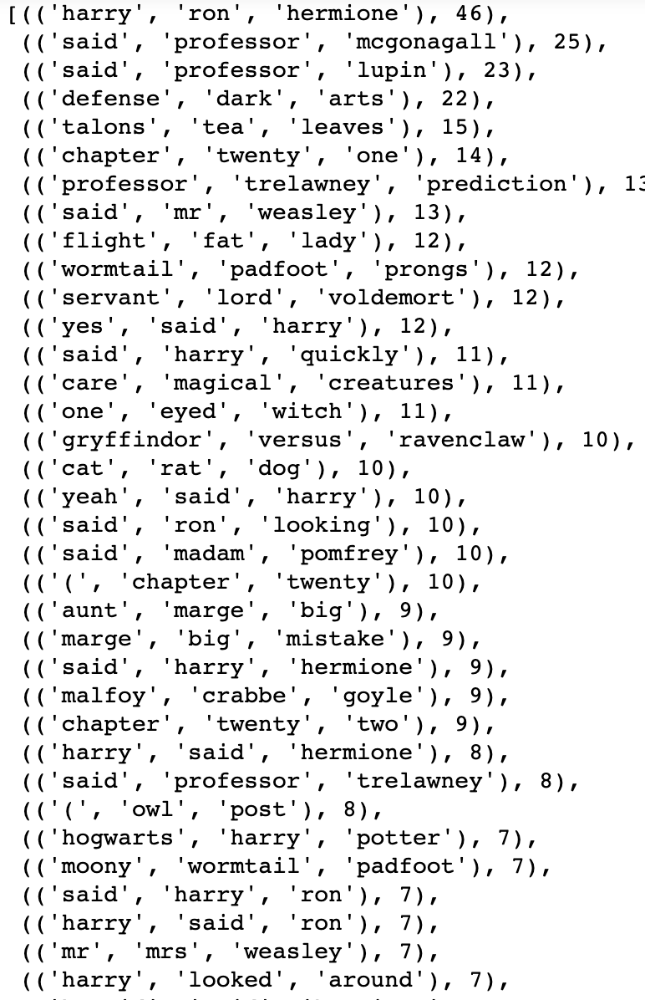 [(('harry', 'ron', 'hermione'), 46),
(('said', 'professor', 'mcgonagall'), 25),
(('said', 'professor', 'lupin'), 23),
(('defense', 'dark', 'arts'), 22),
(('talons', 'tea', 'leaves'), 15),
(('chapter', 'twenty', 'one'), 14),
(('professor', 'trelawney', 'prediction'), 13
(('said', 'mr', 'weasley'), 13),
(('flight', 'fat', 'lady'), 12),
(('wormtail', 'padfoot', 'prongs'), 12),
(('servant', 'lord', 'voldemort'), 12),
(('yes', 'said', 'harry'), 12),
(('said', 'harry', 'quickly'), 11),
(('care', 'magical', 'creatures'), 11),
(('one', 'eyed', 'witch'), 11),
(('gryffindor', 'versus', 'ravenclaw'), 10),
(('cat', 'rat', 'dog'), 10),
(('yeah', 'said', 'harry'), 10),
(('said', 'ron', 'looking'), 10),
(('said', 'madam', 'pomfrey'), 10),
(('(', 'chapter', 'twenty'), 10),
(('aunt', 'marge', 'big'), 9),
(('marge', 'big', 'mistake'), 9),
(('said', 'harry', 'hermione'), 9),
(('malfoy', 'crabbe', 'goyle'), 9),
(('chapter', 'twenty', 'two'), 9),
(('harry', 'said', 'hermione'), 8),
(('said', 'professor', 'trelawney'), 8),
(('(', 'owl', 'post'), 8),
(('hogwarts', 'harry', 'potter'), 7),
(('moony', 'wormtail', 'padfoot'), 7),
(('said', 'harry', 'ron'), 7),
(('harry', 'said', 'ron'), 7),
(('mr', 'mrs', 'weasley'), 7),
(('harry', 'looked', 'around'), 7),